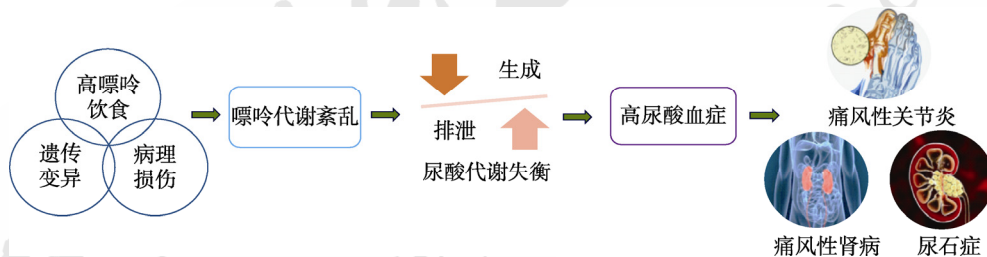 高嘌呤
饮食
遗传
变异
病理
损伤
嘌呤代谢紊乱
生成
排泄
尿酸代谢失衡
高尿酸血症
痛风性关节炎
痛风性肾病
尿石症